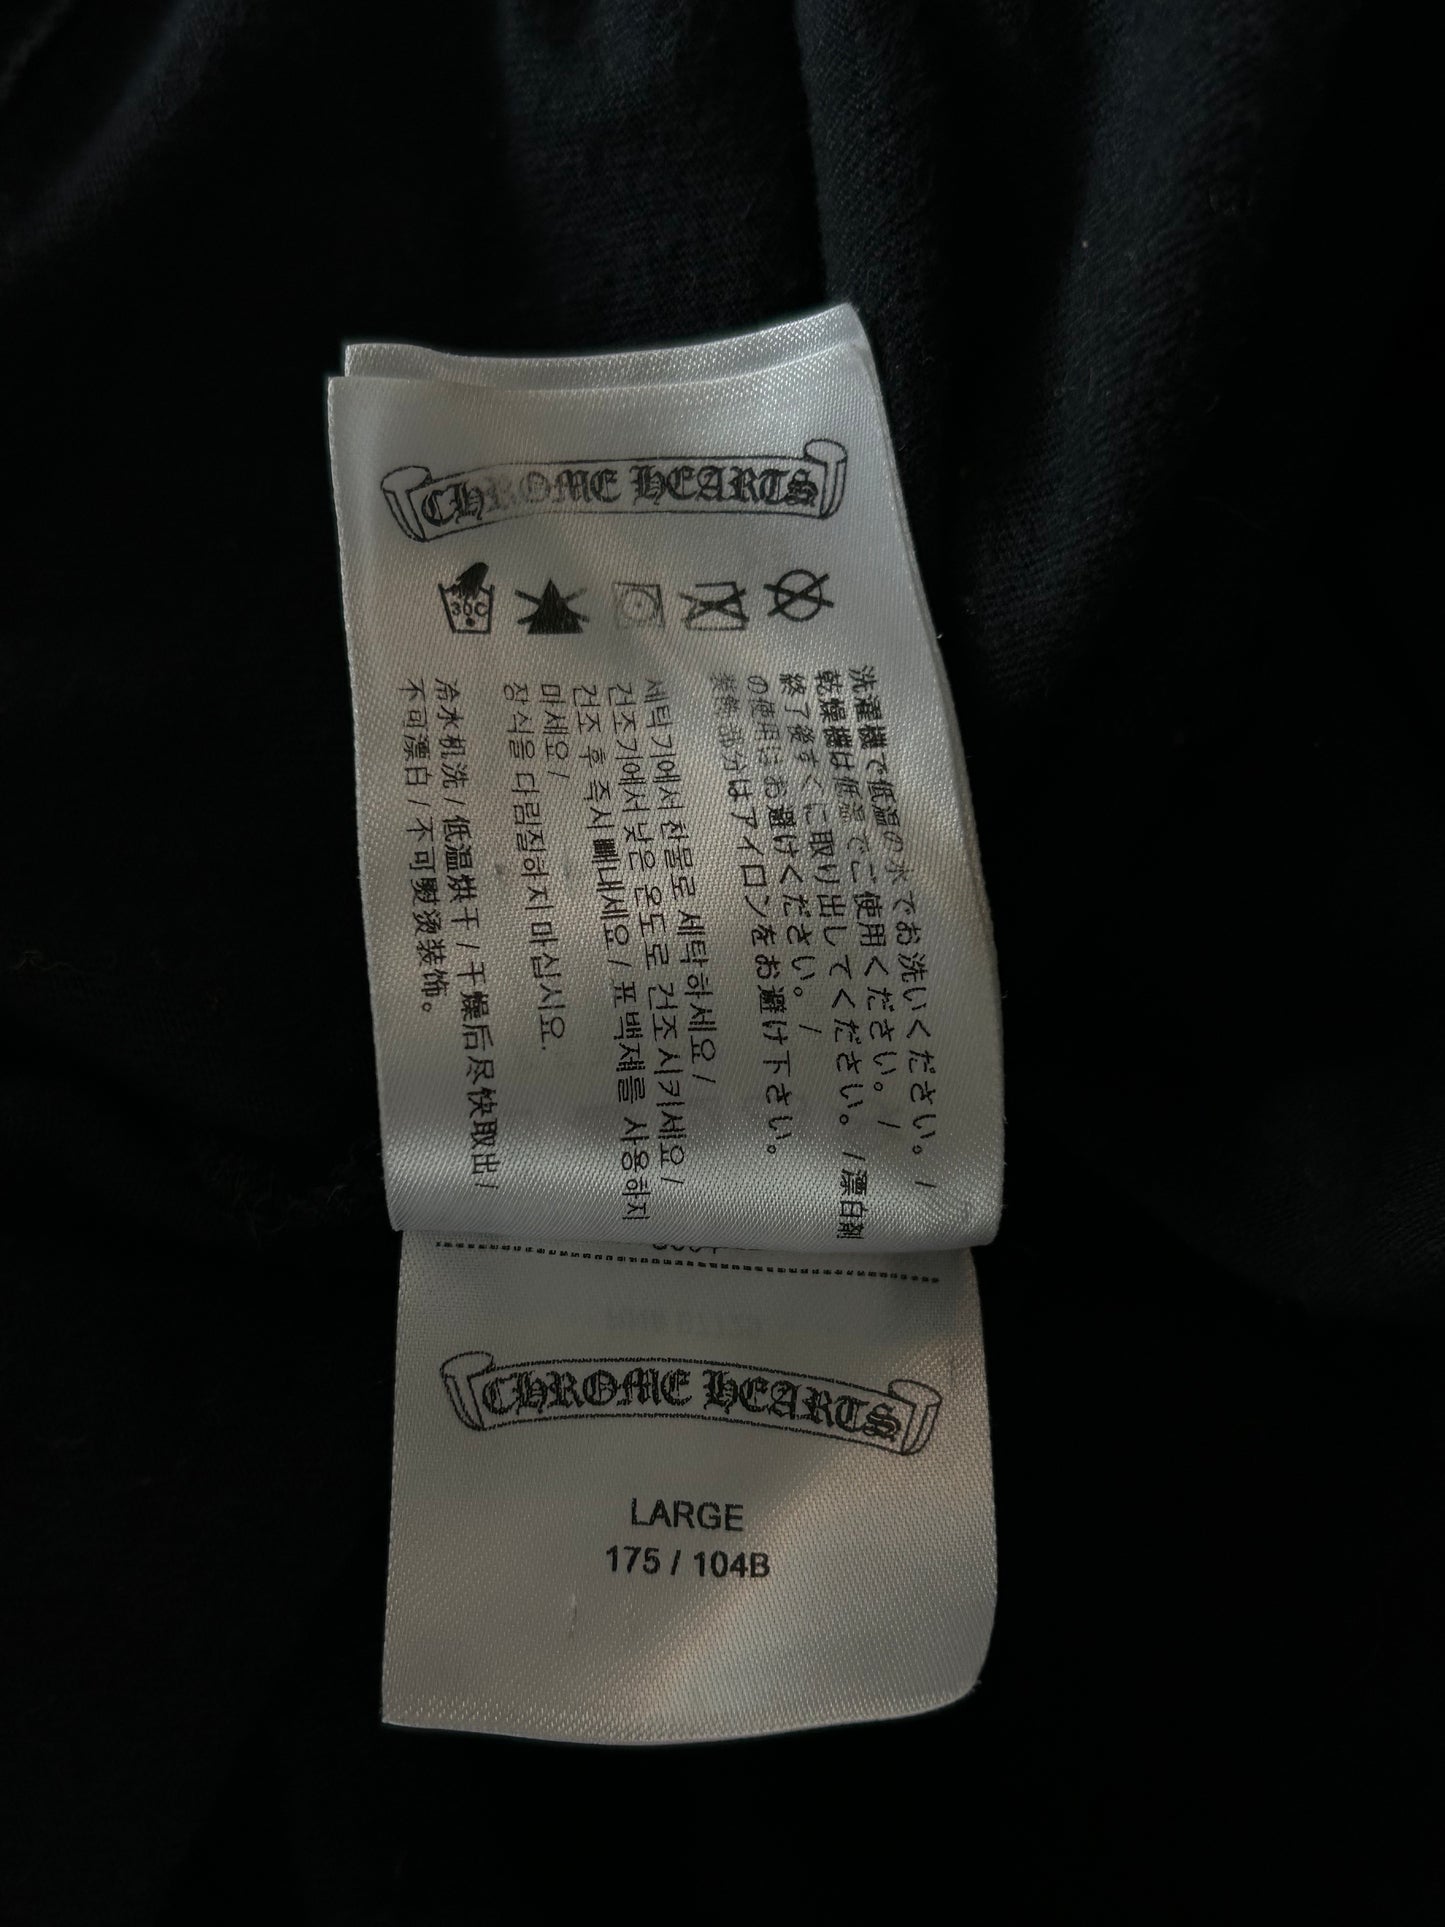 CHROME HEARTS
30C
洗濯機で低温の水でお洗いください。 /
乾燥機は低温でご使用ください。 /
終了後すぐに取り出してください。 /漂白剤
の使用はお避けください。 /
装飾部分はアイロンをお避け下さい。
세탁기에서 찬물로 세탁하세요 /
건조기에서 낮은 온도로 건조시키세요 /
건조 후 즉시 빼내세요 / 표백제를 사용하지
마세요 /
장식을 다림질하지 마십시요.
冷水机洗 / 低温烘干 / 干燥后尽快取出 /
不可漂白 / 不可熨烫装饰。
CHROME HEARTS
LARGE
175 / 104B